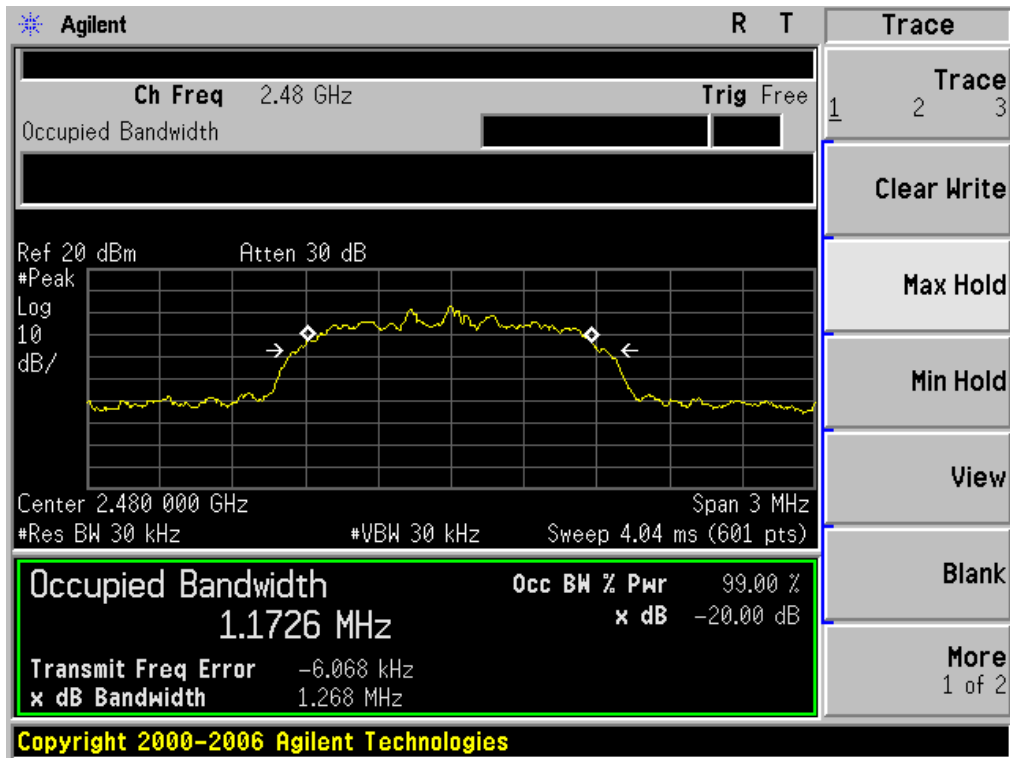 Agilent R T Trace
Ch Freq 2.48 GHz Trig Free
Occupied Bandwidth
Trace
1 2 3
Clear Write
Ref 20 dBm Atten 30 dB
#Peak
Log
10
dB/
Max Hold
Min Hold
View
Center 2.480 000 GHz Span 3 MHz
#Res BW 30 kHz #VBW 30 kHz Sweep 4.04 ms (601 pts)
Occupied Bandwidth Occ BW % Pwr 99.00 %
1.1726 MHz x dB -20.00 dB
Blank
Transmit Freq Error -6.068 kHz
x dB Bandwidth 1.268 MHz
More
1 of 2
Copyright 2000-2006 Agilent Technologies